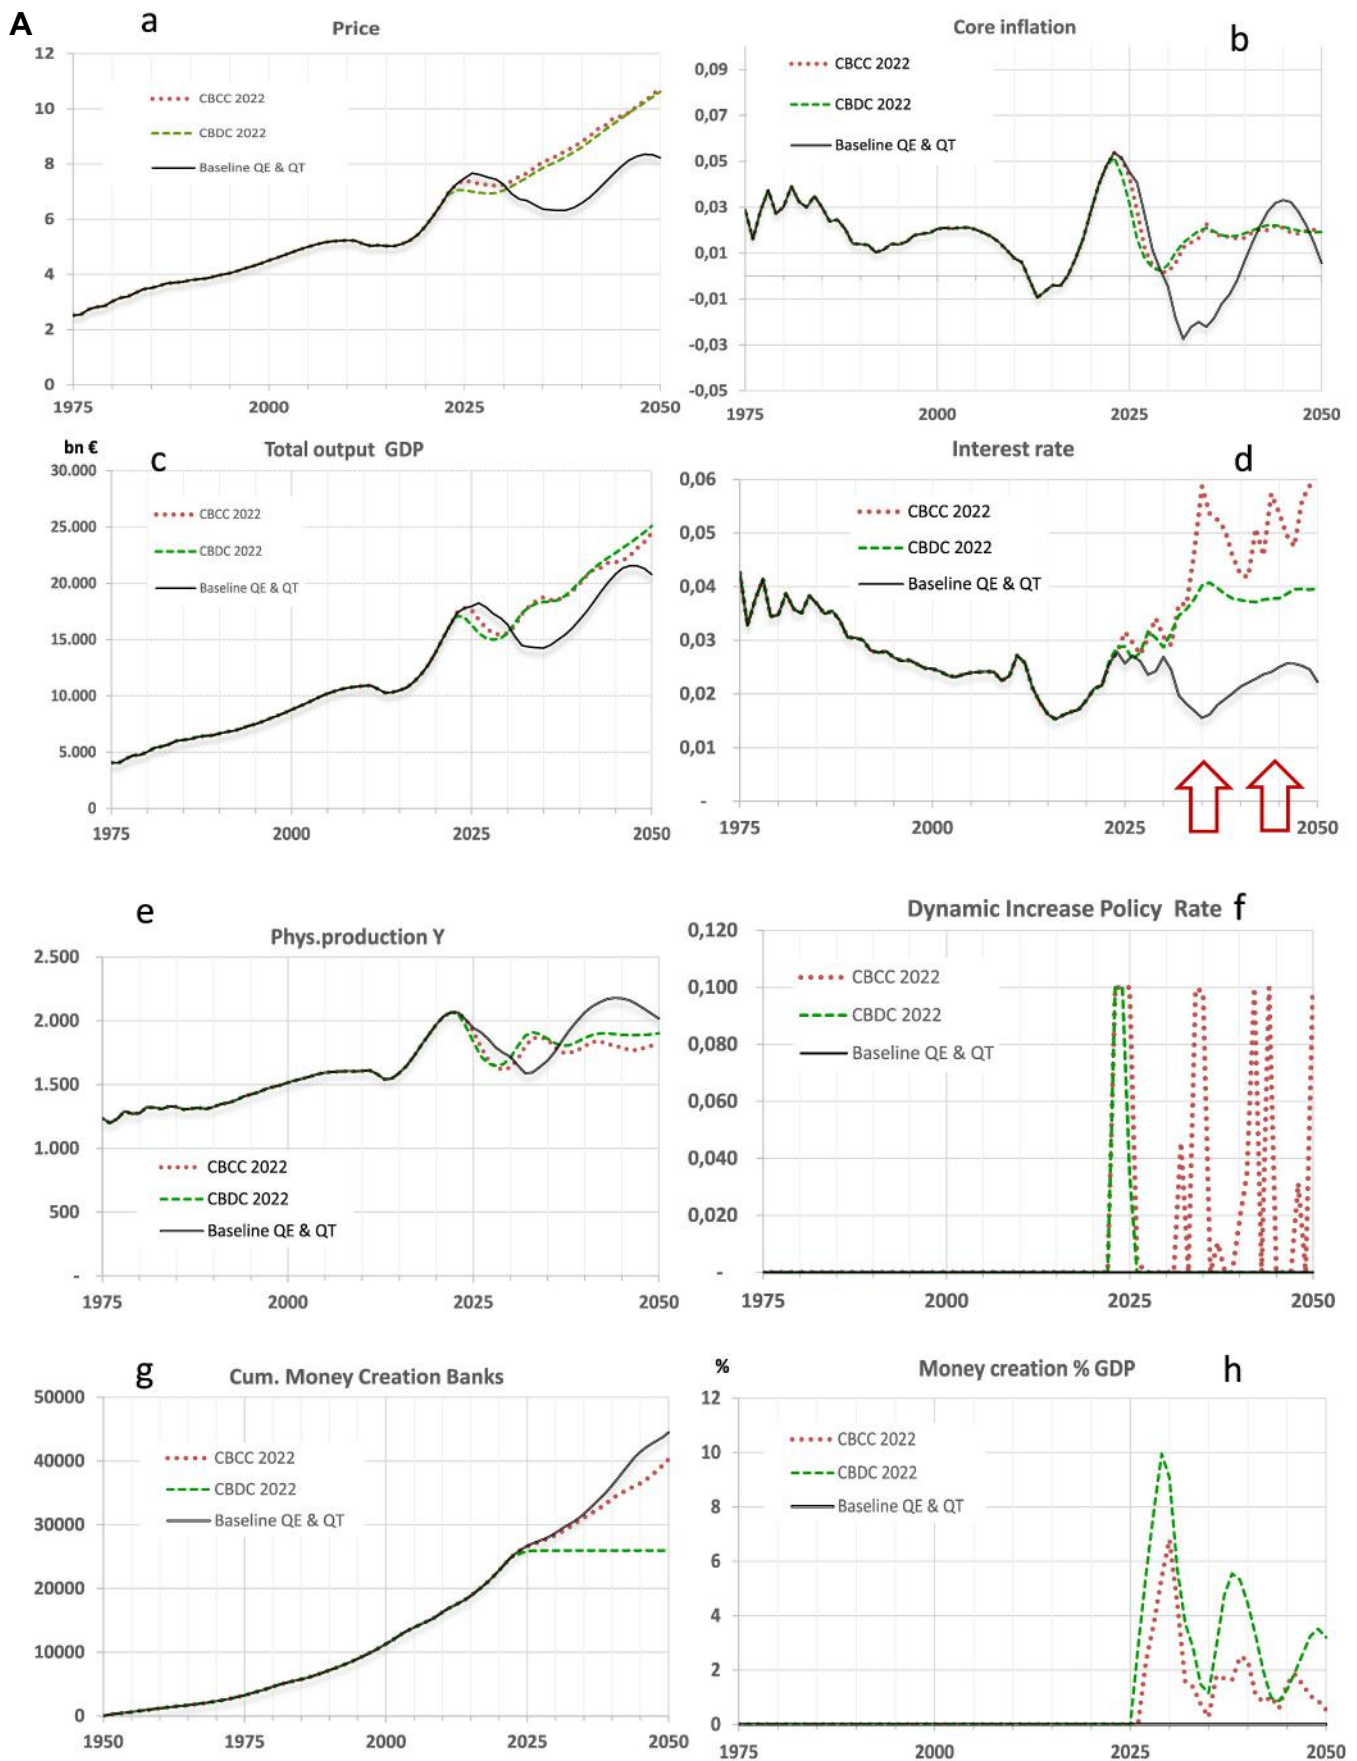 A
a
Price
12
10
8
6
4
2
0
CBCC 2022
CBDC 2022
Baseline QE & QT
1975
2000
2025
2050
Core inflation
b
0,09
0,07
0,05
0,03
0,01
-0,01
-0,03
-0,05
CBCC 2022
CBDC 2022
Baseline QE & QT
1975
2000
2025
2050
bn €
c
Total output GDP
30.000
25.000
20.000
15.000
10.000
5.000
0
CBCC 2022
CBDC 2022
Baseline QE & QT
1975
2000
2025
2050
Interest rate
d
0,06
0,05
0,04
0,03
0,02
0,01
-
CBCC 2022
CBDC 2022
Baseline QE & QT
1975
2000
2025
2050
e
Phys.production Y
2.500
2.000
1.500
1.000
500
-
CBCC 2022
CBDC 2022
Baseline QE & QT
1975
2000
2025
2050
Dynamic Increase Policy Rate
f
0,120
0,100
0,080
0,060
0,040
0,020
-
CBCC 2022
CBDC 2022
Baseline QE & QT
1975
2000
2025
2050
g
Cum. Money Creation Banks
50000
40000
30000
20000
10000
0
CBCC 2022
CBDC 2022
Baseline QE & QT
1950
1975
2000
2025
2050
%
Money creation % GDP
h
12
10
8
6
4
2
0
CBCC 2022
CBDC 2022
Baseline QE & QT
1975
2000
2025
2050